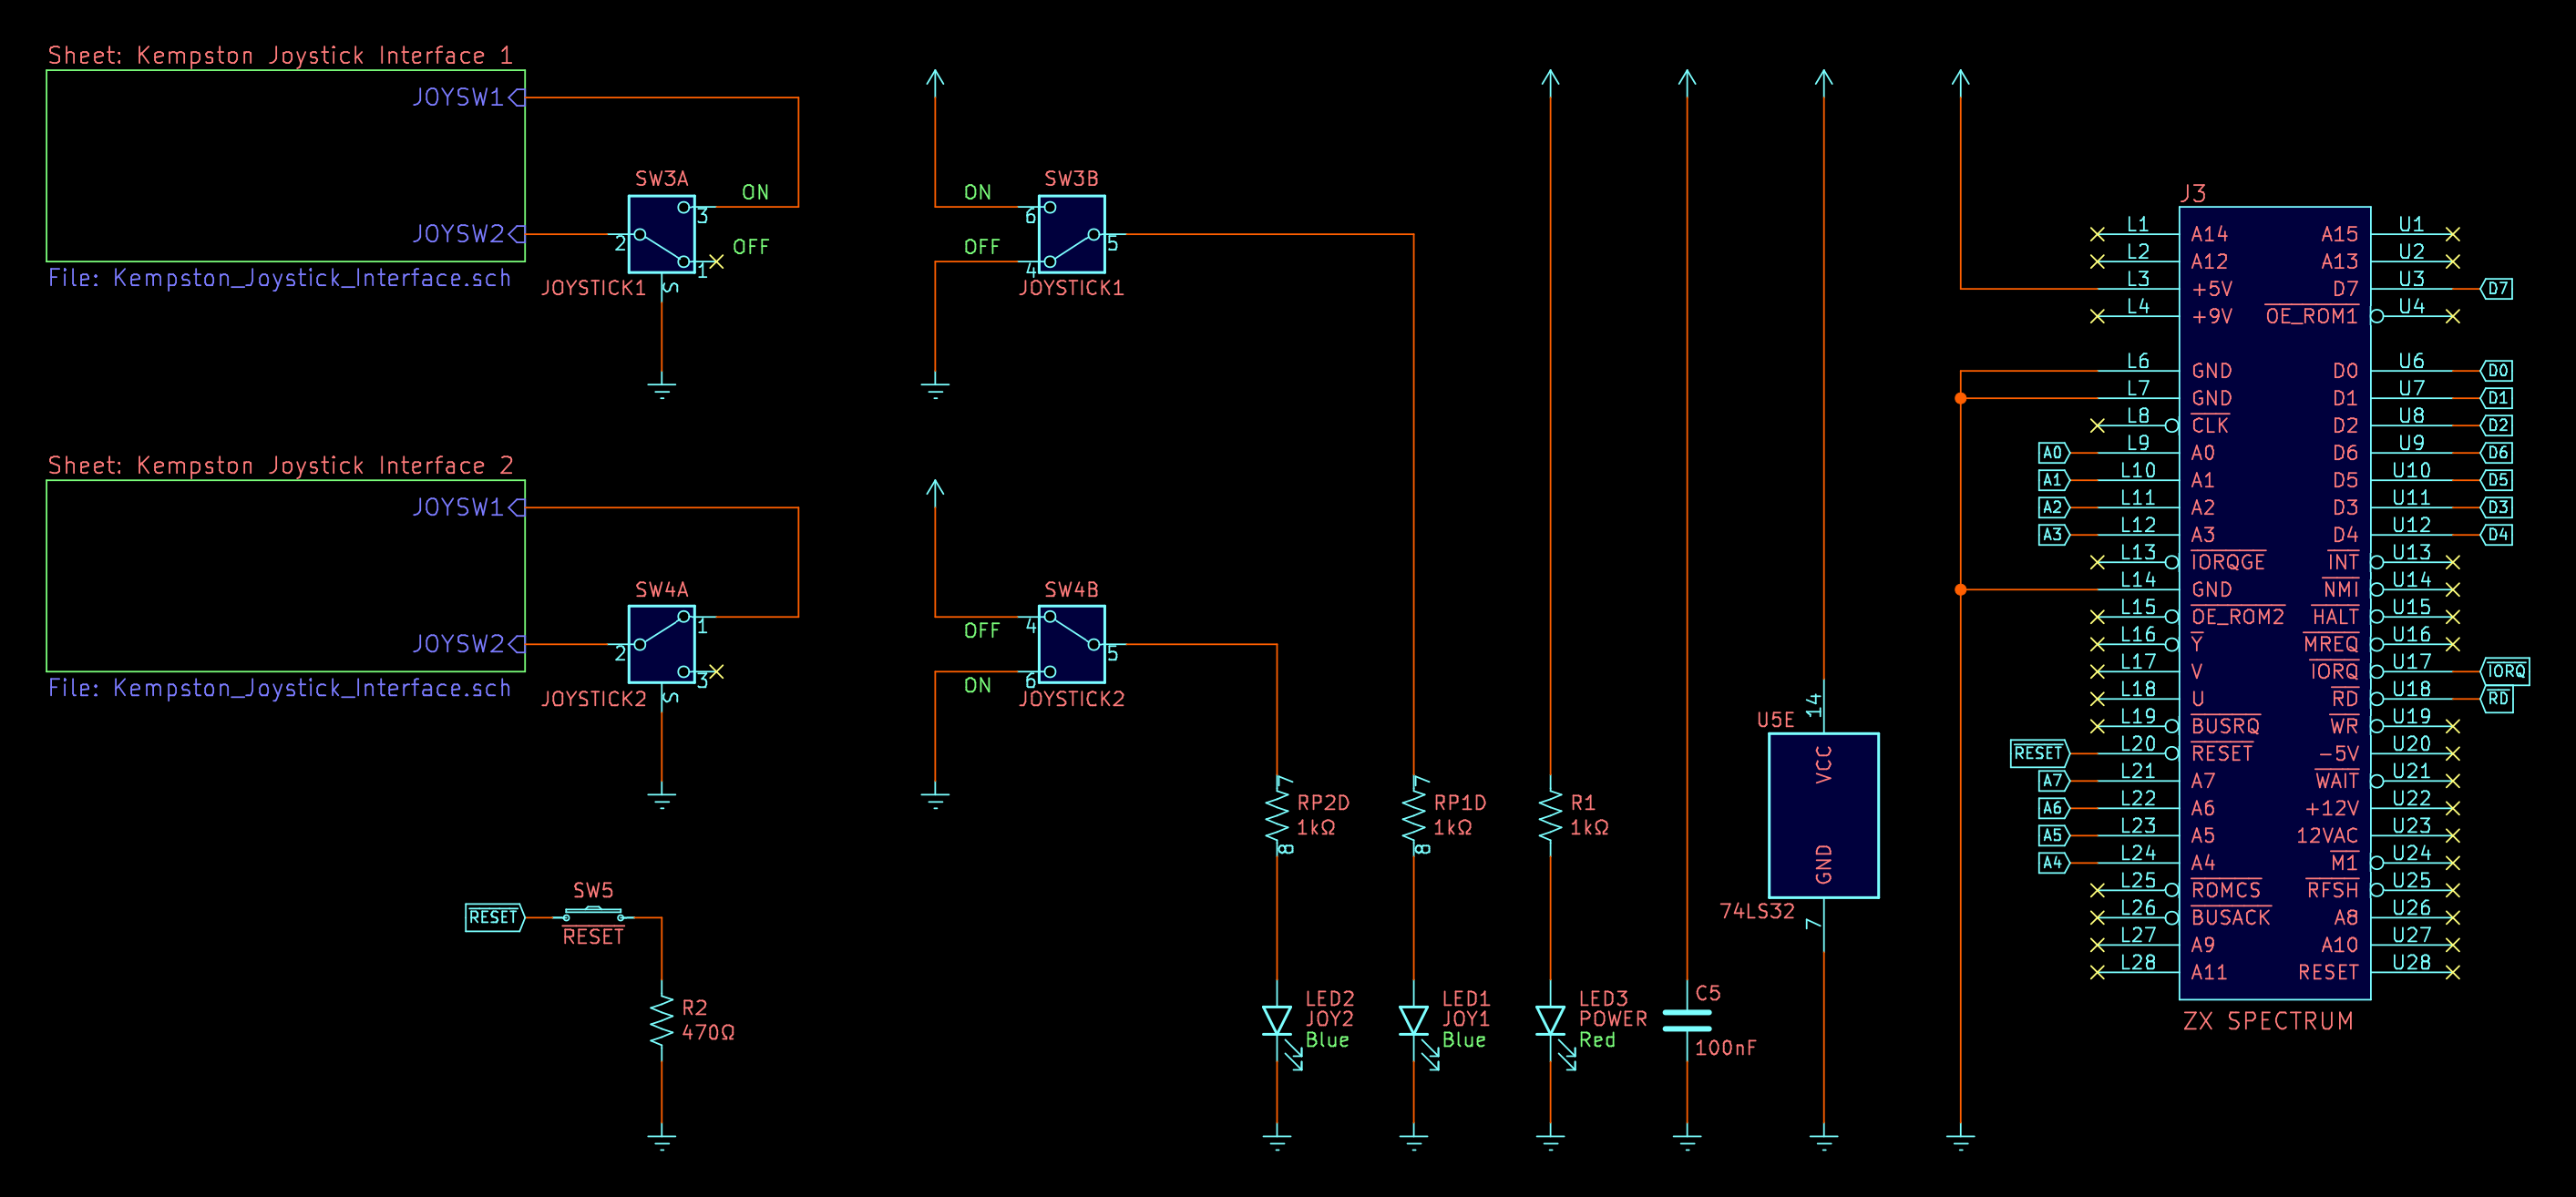 Sheet: Kempston Joystick Interface 1
JOYSW1
JOYSW2
File: Kempston_Joystick_Interface.sch
SW3A
ON
3
2
OFF
1
JOYSTICK1
S
SW3B
ON
6
OFF
5
4
JOYSTICK1
Sheet: Kempston Joystick Interface 2
JOYSW1
JOYSW2
File: Kempston_Joystick_Interface.sch
SW4A
1
2
3
JOYSTICK2
S
SW4B
4
OFF
5
6
ON
JOYSTICK2
SW5
RESET
RESET
R2
470Ω
7
RP2D
1kΩ
8
7
RP1D
1kΩ
8
R1
1kΩ
LED2
JOY2
Blue
LED1
JOY1
Blue
LED3
POWER
Red
C5
100nF
U5E
14
VCC
GND
74LS32
7
J3
L1 A14 A15 U1
L2 A12 A13 U2
L3 +5V D7 U3 D7
L4 +9V OE_ROM1 U4
L6 GND D0 U6 D0
L7 GND D1 U7 D1
L8 CLK D2 U8 D2
A0 L9 A0 D6 U9 D6
A1 L10 A1 D5 U10 D5
A2 L11 A2 D3 U11 D3
A3 L12 A3 D4 U12 D4
L13 IORQGE INT U13
L14 GND NMI U14
L15 OE_ROM2 HALT U15
L16 Y MREQ U16
L17 V IORQ U17 IORQ
L18 U RD U18 RD
L19 BUSRQ WR U19
RESET L20 RESET -5V U20
A7 L21 A7 WAIT U21
A6 L22 A6 +12V U22
A5 L23 A5 12VAC U23
A4 L24 A4 M1 U24
L25 ROMCS RFSH U25
L26 BUSACK A8 U26
L27 A9 A10 U27
L28 A11 RESET U28
ZX SPECTRUM